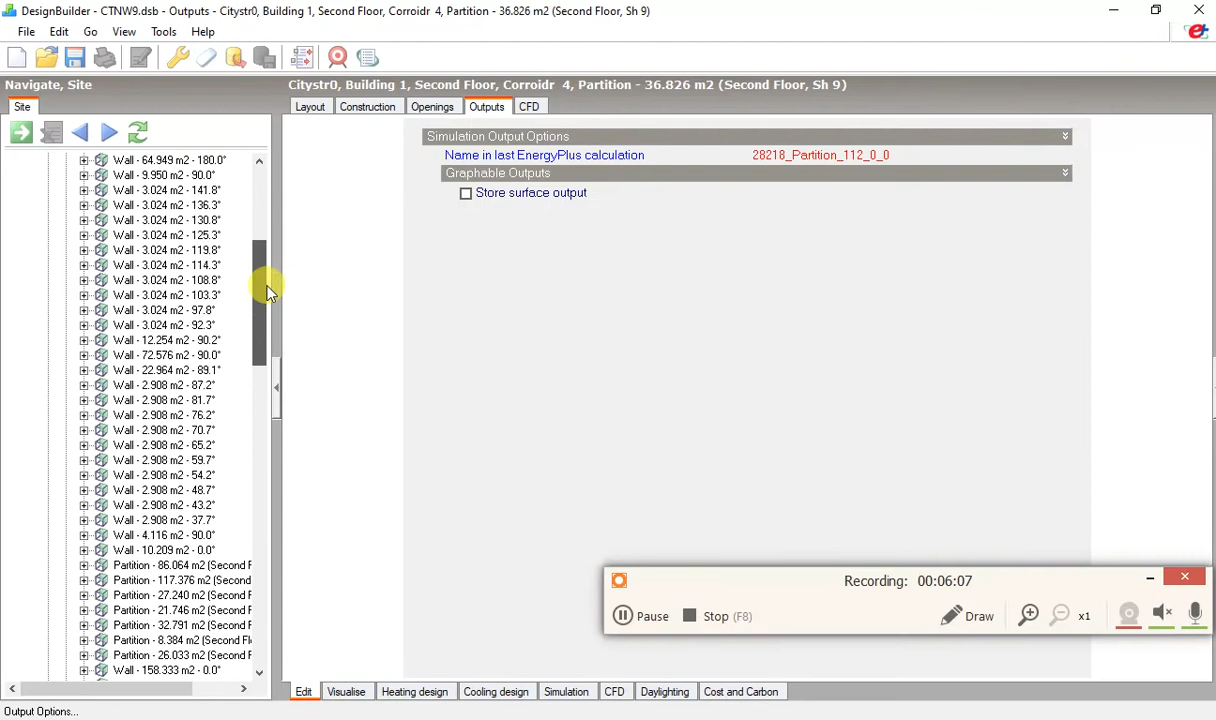 DesignBuilder - CTNW9.dsb - Outputs - Citystr0, Building 1, Second Floor, Corroidr  4, Partition - 36.826 m2 (Second Floor, Sh 9)
File Edit Go View Tools Help
Navigate, Site
Citystr0, Building 1, Second Floor, Corroidr  4, Partition - 36.826 m2 (Second Floor, Sh 9)
Site
Layout Construction Openings Outputs CFD
Simulation Output Options
Name in last EnergyPlus calculation 28218_Partition_112_0_0
Graphable Outputs
Store surface output
Wall - 64.949 m2 - 180.0°
Wall - 9.950 m2 - 90.0°
Wall - 3.024 m2 - 141.8°
Wall - 3.024 m2 - 136.3°
Wall - 3.024 m2 - 130.8°
Wall - 3.024 m2 - 125.3°
Wall - 3.024 m2 - 119.8°
Wall - 3.024 m2 - 114.3°
Wall - 3.024 m2 - 108.8°
Wall - 3.024 m2 - 103.3°
Wall - 3.024 m2 - 97.8°
Wall - 3.024 m2 - 92.3°
Wall - 12.254 m2 - 90.2°
Wall - 72.576 m2 - 90.0°
Wall - 22.964 m2 - 89.1°
Wall - 2.908 m2 - 87.2°
Wall - 2.908 m2 - 81.7°
Wall - 2.908 m2 - 76.2°
Wall - 2.908 m2 - 70.7°
Wall - 2.908 m2 - 65.2°
Wall - 2.908 m2 - 59.7°
Wall - 2.908 m2 - 54.2°
Wall - 2.908 m2 - 48.7°
Wall - 2.908 m2 - 43.2°
Wall - 2.908 m2 - 37.7°
Wall - 4.116 m2 - 90.0°
Wall - 10.209 m2 - 0.0°
Partition - 86.064 m2 (Second F
Partition - 117.376 m2 (Second
Partition - 27.240 m2 (Second F
Partition - 21.746 m2 (Second F
Partition - 32.791 m2 (Second F
Partition - 8.384 m2 (Second Fl
Partition - 26.033 m2 (Second F
Wall - 158.333 m2 - 0.0°
Recording: 00:06:07
Pause Stop (F8) Draw x1
Edit Visualise Heating design Cooling design Simulation CFD Daylighting Cost and Carbon
Output Options...